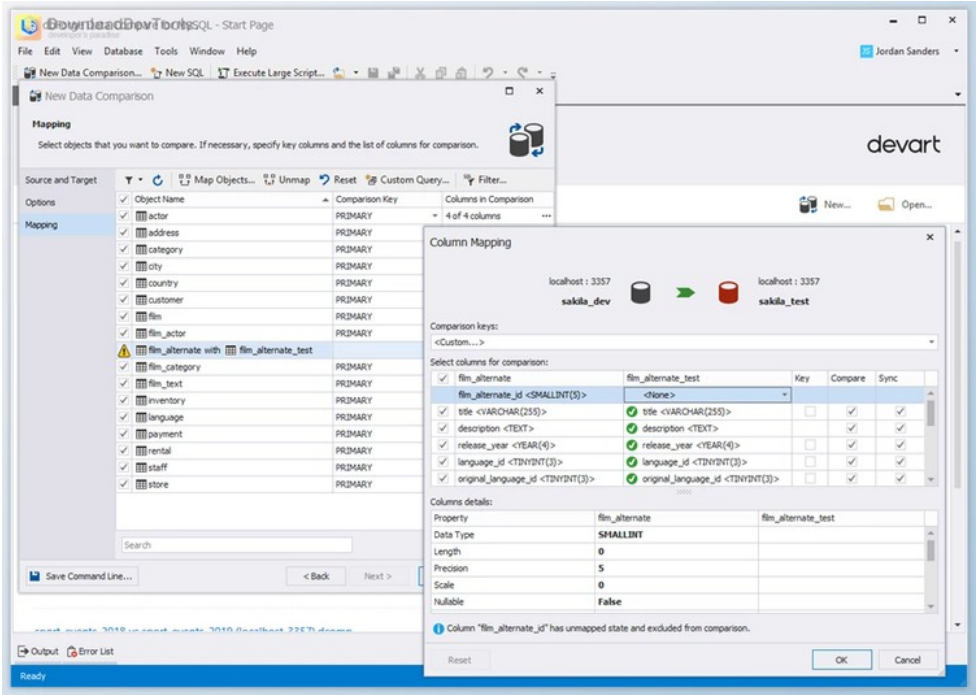 dbForge Data Compare for MySQL - Start Page
DownloadDevTools
developer's paradise
File Edit View Database Tools Window Help
JS Jordan Sanders
New Data Comparison... New SQL Execute Large Script...
New Data Comparison
Mapping
Select objects that you want to compare. If necessary, specify key columns and the list of columns for comparison.
devart
Source and Target
Options
Mapping
Map Objects... Unmap Reset Custom Query... Filter...
New... Open...
Object Name Comparison Key Columns in Comparison
actor PRIMARY 4 of 4 columns ...
address PRIMARY
category PRIMARY
city PRIMARY
country PRIMARY
customer PRIMARY
film PRIMARY
film_actor PRIMARY
film_alternate with film_alternate_test
film_category PRIMARY
film_text PRIMARY
inventory PRIMARY
language PRIMARY
payment PRIMARY
rental PRIMARY
staff PRIMARY
store PRIMARY
Search
Save Command Line... < Back Next >
Column Mapping
localhost : 3357 localhost : 3357
sakila_dev sakila_test
Comparison keys:
<Custom...>
Select columns for comparison:
film_alternate film_alternate_test Key Compare Sync
film_alternate_id <SMALLINT(5)> <None>
title <VARCHAR(255)> title <VARCHAR(255)>
description <TEXT> description <TEXT>
release_year <YEAR(4)> release_year <YEAR(4)>
language_id <TINYINT(3)> language_id <TINYINT(3)>
original_language_id <TINYINT(3)> original_language_id <TINYINT(3)>
Columns details:
Property film_alternate film_alternate_test
Data Type SMALLINT
Length 0
Precision 5
Scale 0
Nullable False
Column "film_alternate_id" has unmapped state and excluded from comparison.
Reset OK Cancel
Output Error List
Ready